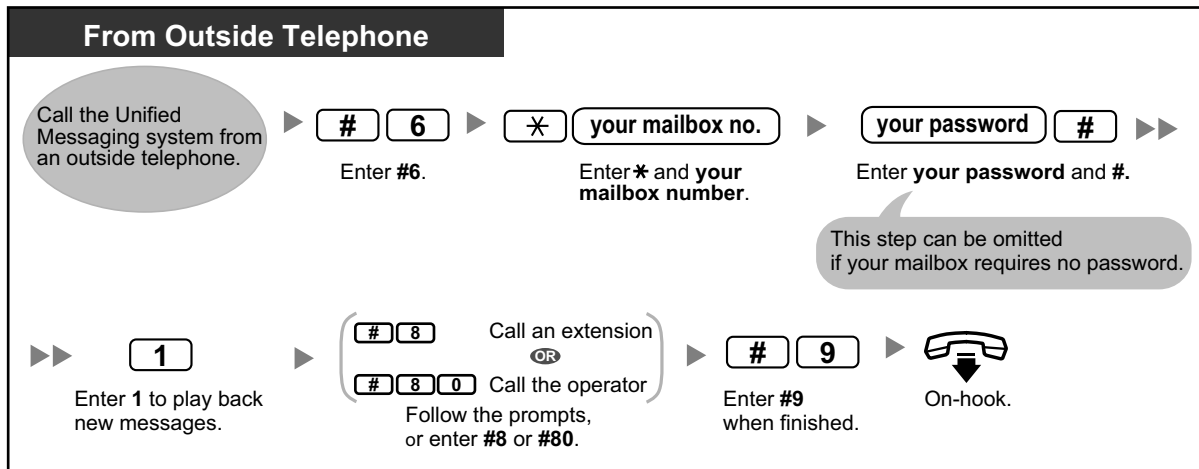 From Outside Telephone
Call the Unified
Messaging system from
an outside telephone.
# 6
Enter #6.
* your mailbox no.
Enter * and your
mailbox number.
your password #
Enter your password and #.
This step can be omitted
if your mailbox requires no password.
1
Enter 1 to play back
new messages.
# 8 Call an extension
OR
# 8 0 Call the operator
Follow the prompts,
or enter #8 or #80.
# 9
Enter #9
when finished.
On-hook.